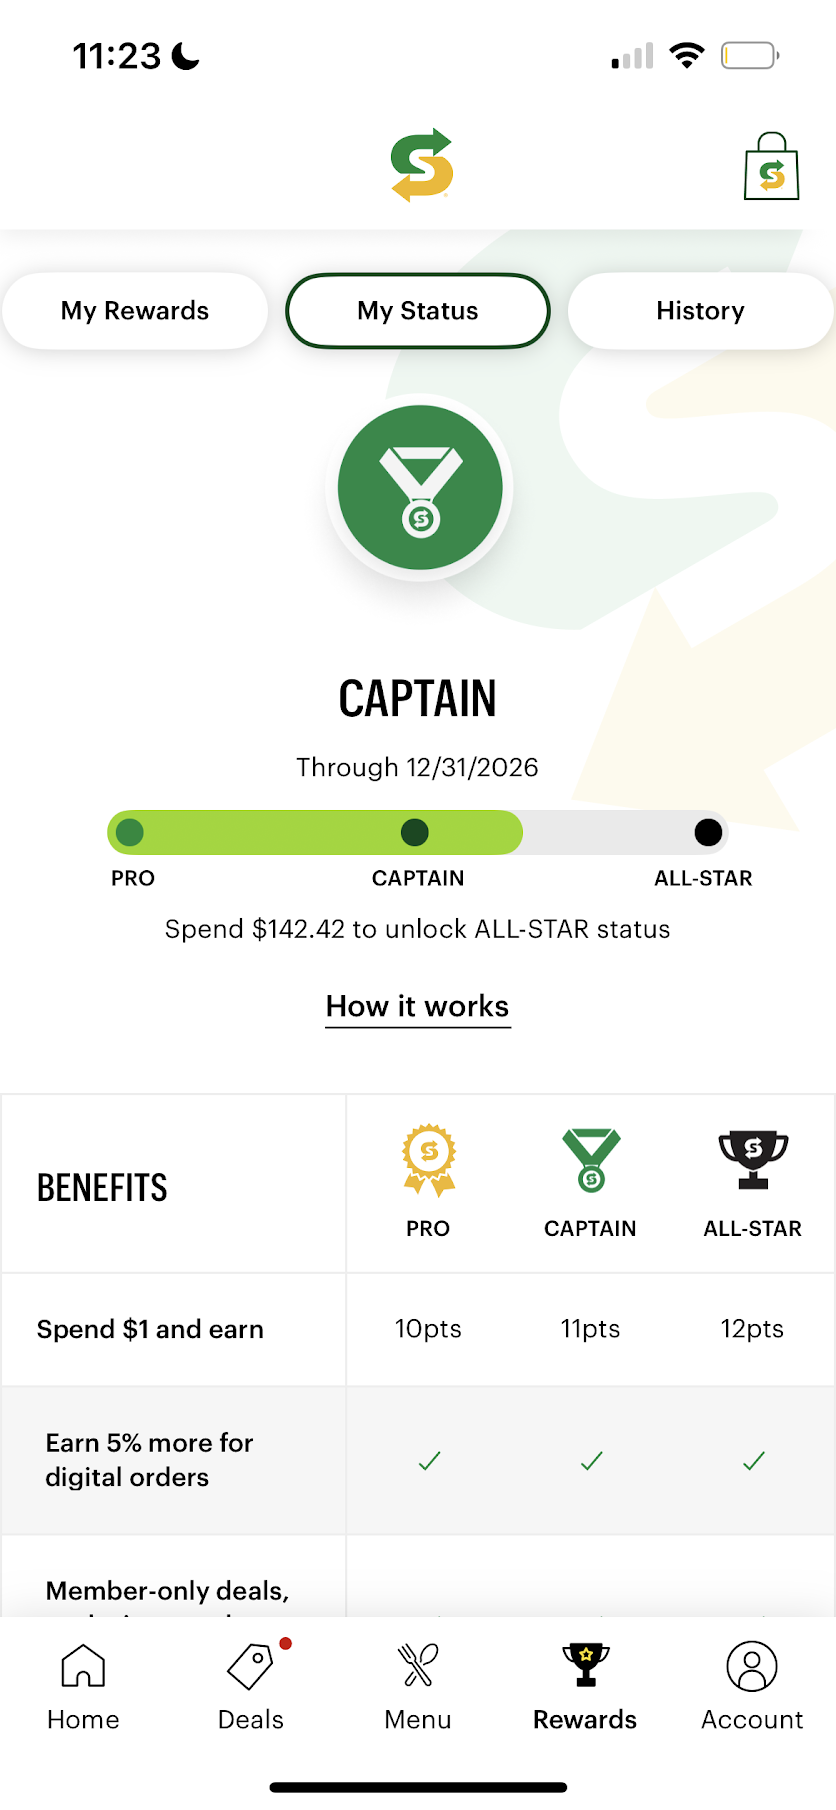 11:23
My Rewards
My Status
History
CAPTAIN
Through 12/31/2026
PRO
CAPTAIN
ALL-STAR
Spend $142.42 to unlock ALL-STAR status
How it works
BENEFITS
PRO
CAPTAIN
ALL-STAR
Spend $1 and earn
10pts
11pts
12pts
Earn 5% more for
digital orders
Member-only deals,
Home
Deals
Menu
Rewards
Account